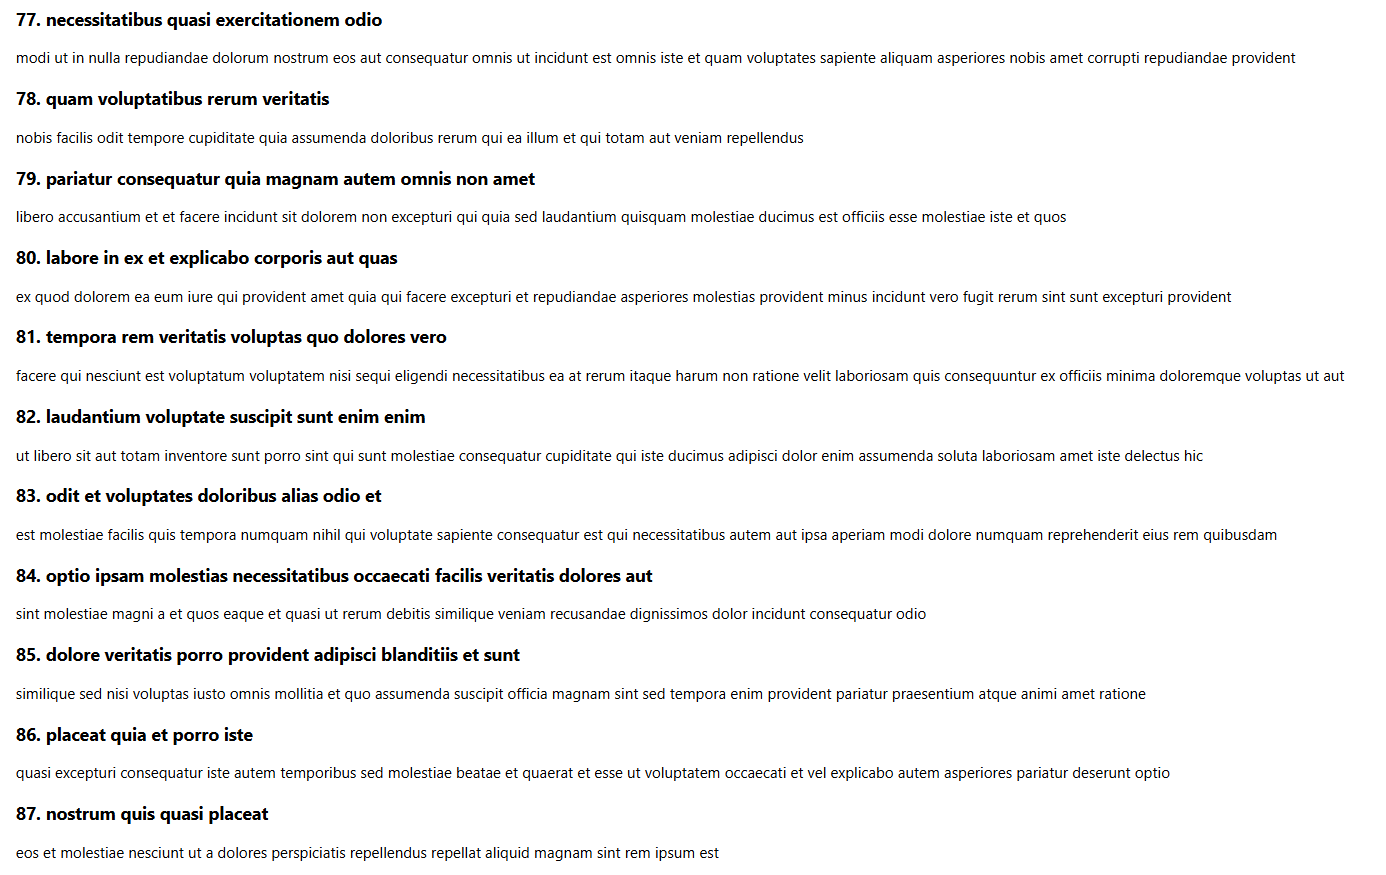 77. necessitatibus quasi exercitationem odio
modi ut in nulla repudiandae dolorum nostrum eos aut consequatur omnis ut incidunt est omnis iste et quam voluptates sapiente aliquam asperiores nobis amet corrupti repudiandae provident
78. quam voluptatibus rerum veritatis
nobis facilis odit tempore cupiditate quia assumenda doloribus rerum qui ea illum et qui totam aut veniam repellendus
79. pariatur consequatur quia magnam autem omnis non amet
libero accusantium et et facere incidunt sit dolorem non excepturi qui quia sed laudantium quisquam molestiae ducimus est officiis esse molestiae iste et quos
80. labore in ex et explicabo corporis aut quas
ex quod dolorem ea eum iure qui provident amet quia qui facere excepturi et repudiandae asperiores molestias provident minus incidunt vero fugit rerum sint sunt excepturi provident
81. tempora rem veritatis voluptas quo dolores vero
facere qui nesciunt est voluptatum voluptatem nisi sequi eligendi necessitatibus ea at rerum itaque harum non ratione velit laboriosam quis consequuntur ex officiis minima doloremque voluptas ut aut
82. laudantium voluptate suscipit sunt enim enim
ut libero sit aut totam inventore sunt porro sint qui sunt molestiae consequatur cupiditate qui iste ducimus adipisci dolor enim assumenda soluta laboriosam amet iste delectus hic
83. odit et voluptates doloribus alias odio et
est molestiae facilis quis tempora numquam nihil qui voluptate sapiente consequatur est qui necessitatibus autem aut ipsa aperiam modi dolore numquam reprehenderit eius rem quibusdam
84. optio ipsam molestias necessitatibus occaecati facilis veritatis dolores aut
sint molestiae magni a et quos eaque et quasi ut rerum debitis similique veniam recusandae dignissimos dolor incidunt consequatur odio
85. dolore veritatis porro provident adipisci blanditiis et sunt
similique sed nisi voluptas iusto omnis mollitia et quo assumenda suscipit officia magnam sint sed tempora enim provident pariatur praesentium atque animi amet ratione
86. placeat quia et porro iste
quasi excepturi consequatur iste autem temporibus sed molestiae beatae et quaerat et esse ut voluptatem occaecati et vel explicabo autem asperiores pariatur deserunt optio
87. nostrum quis quasi placeat
eos et molestiae nesciunt ut a dolores perspiciatis repellendus repellat aliquid magnam sint rem ipsum est